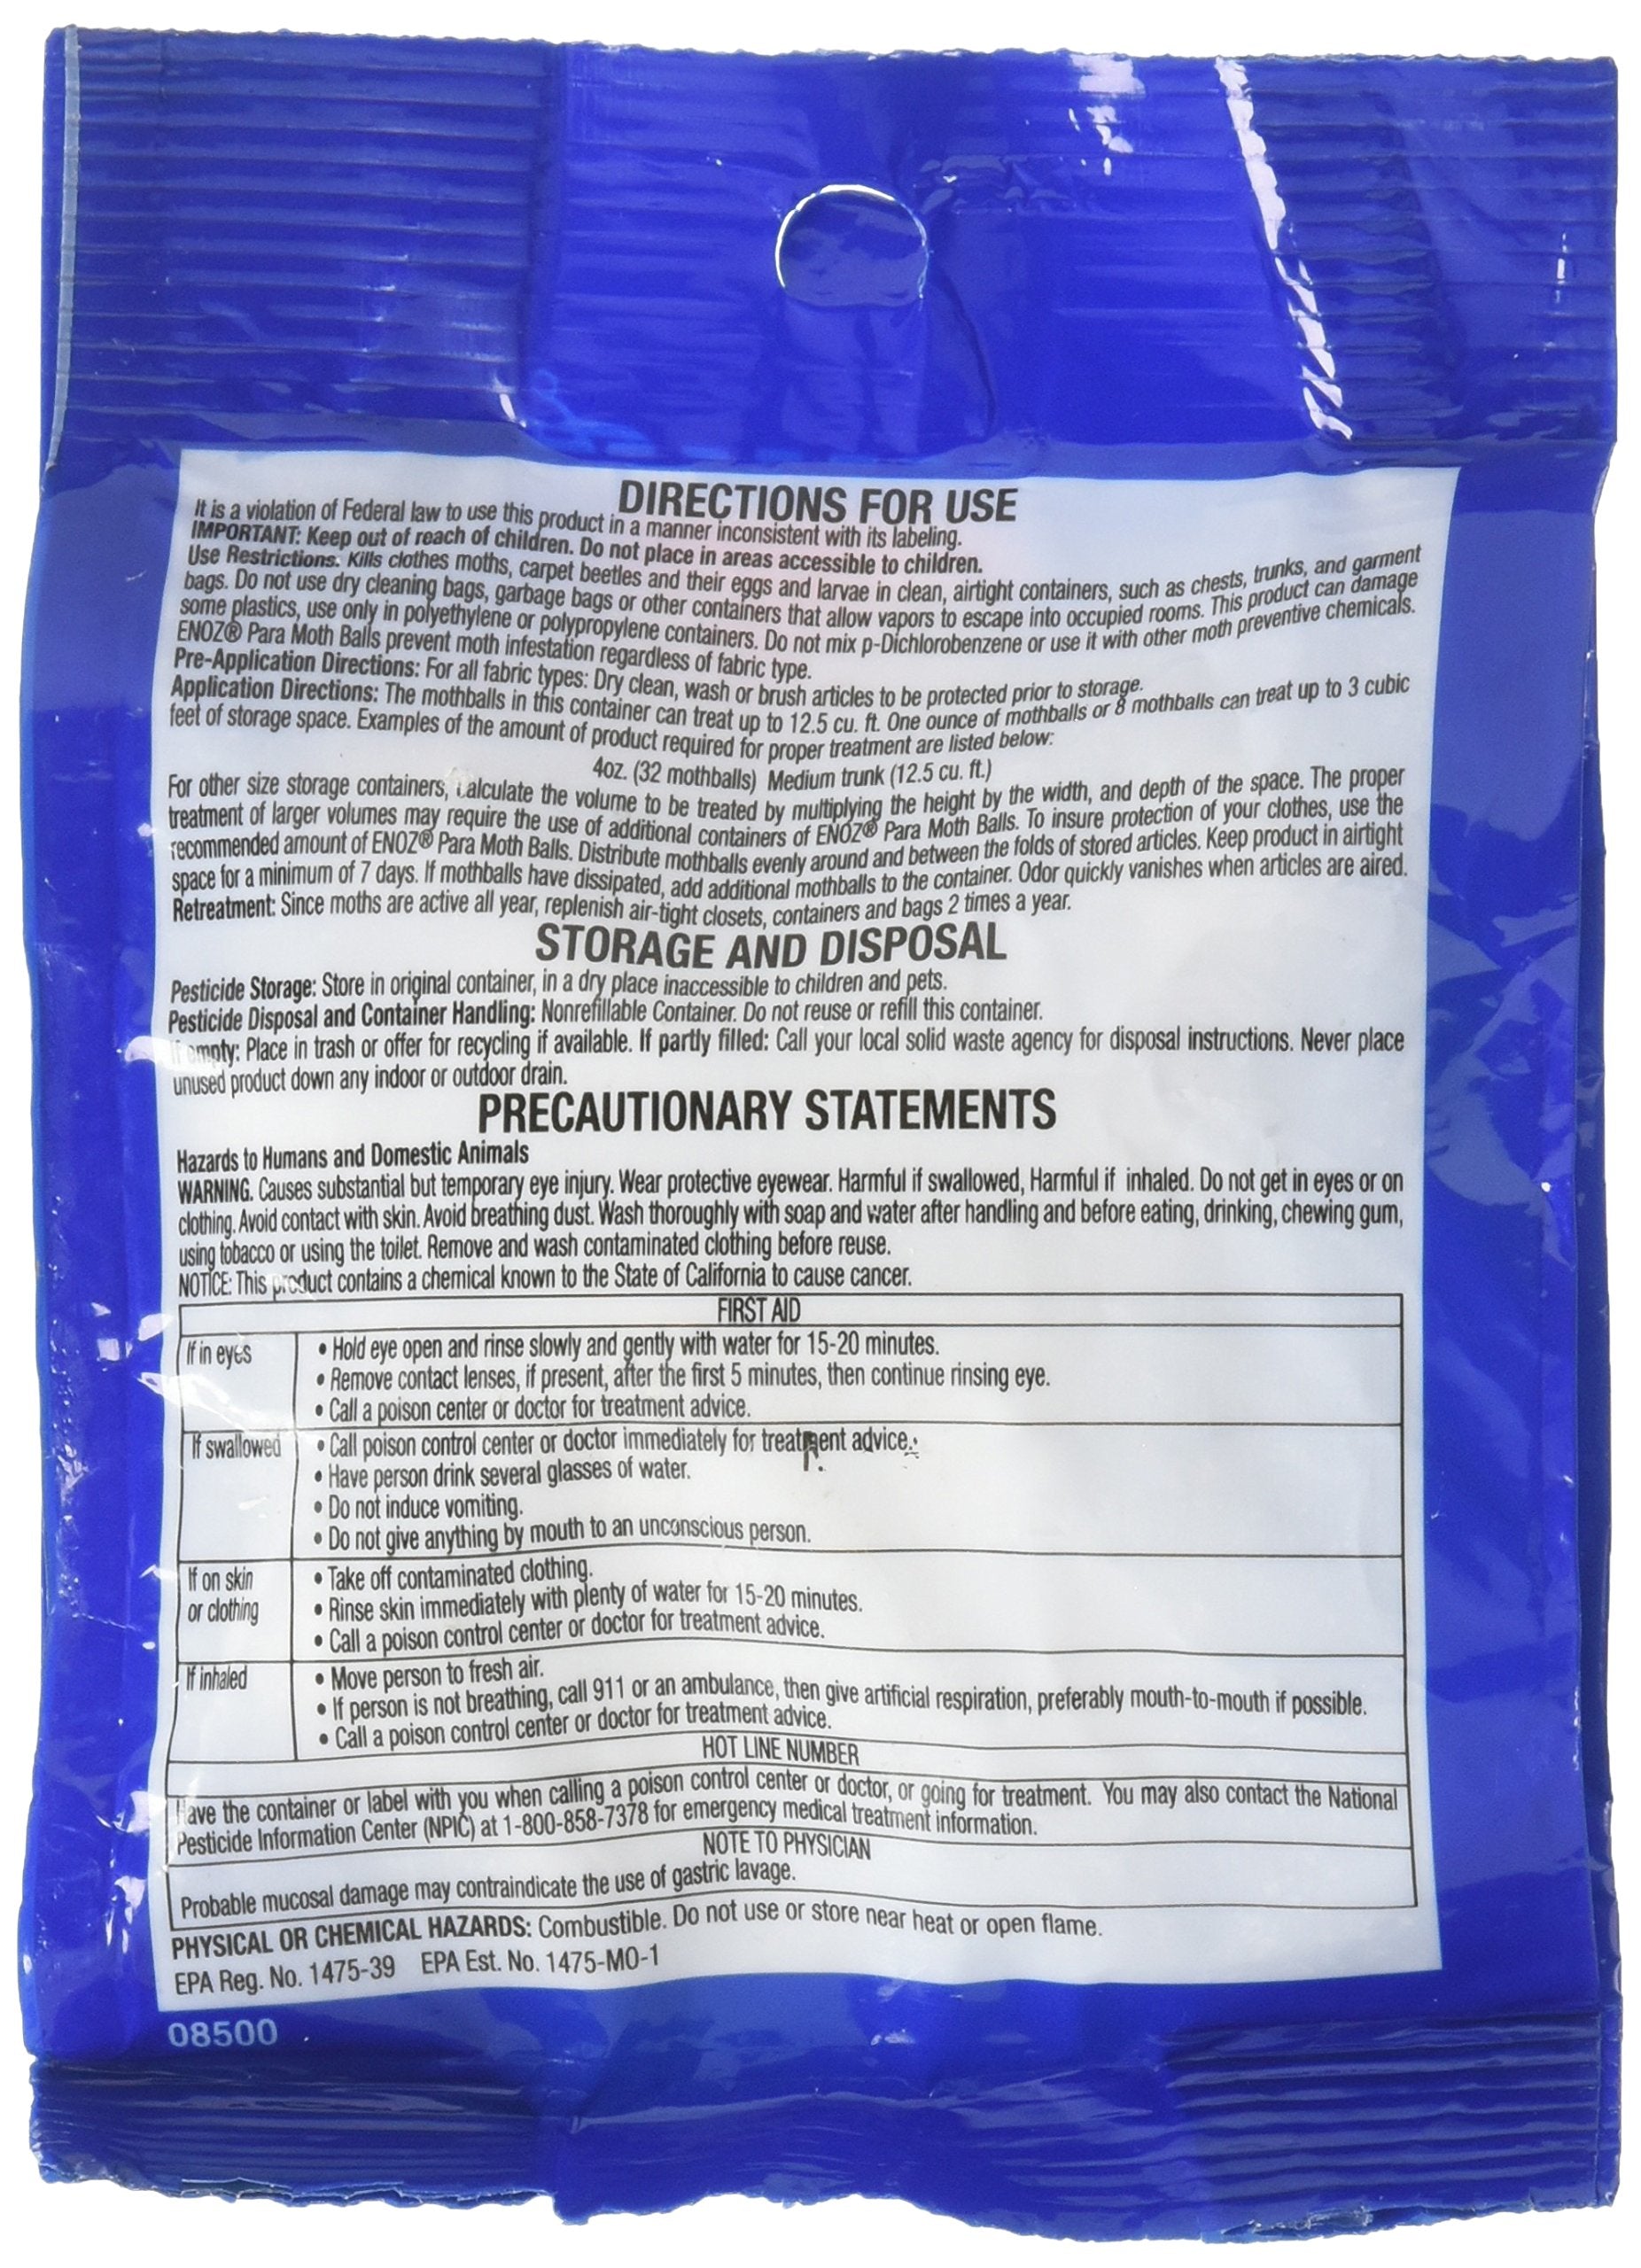 DIRECTIONS FOR USE
It is a violation of Federal law to use this product in a manner inconsistent with its labeling.
IMPORTANT: Keep out of reach of children. Do not place in areas accessible to children.
Use Restrictions: Kills clothes moths, carpet beetles and their eggs and larvae in clean, airtight containers, such as chests, trunks, and garment
bags. Do not use dry cleaning bags, garbage bags or other containers that allow vapors to escape into occupied rooms. This product can damage
some plastics, use only in polyethylene or polypropylene containers. Do not mix p-Dichlorobenzene or use it with other moth preventive chemicals.
ENOZ® Para Moth Balls prevent moth infestation regardless of fabric type.
Pre-Application Directions: For all fabric types: Dry clean, wash or brush articles to be protected prior to storage.
Application Directions: The mothballs in this container can treat up to 12.5 cu. ft. One ounce of mothballs or 8 mothballs can treat up to 3 cubic
feet of storage space. Examples of the amount of product required for proper treatment are listed below:
4oz. (32 mothballs) Medium trunk (12.5 cu. ft.)
For other size storage containers, calculate the volume to be treated by multiplying the height by the width, and depth of the space. The proper
treatment of larger volumes may require the use of additional containers of ENOZ® Para Moth Balls. To insure protection of your clothes, use the
recommended amount of ENOZ® Para Moth Balls. Distribute mothballs evenly around and between the folds of stored articles. Keep product in airtight
space for a minimum of 7 days. If mothballs have dissipated, add additional mothballs to the container. Odor quickly vanishes when articles are aired.
Retreatment: Since moths are active all year, replenish air-tight closets, containers and bags 2 times a year.
STORAGE AND DISPOSAL
Pesticide Storage: Store in original container, in a dry place inaccessible to children and pets.
Pesticide Disposal and Container Handling: Nonrefillable Container. Do not reuse or refill this container.
If empty: Place in trash or offer for recycling if available. If partly filled: Call your local solid waste agency for disposal instructions. Never place
unused product down any indoor or outdoor drain.
PRECAUTIONARY STATEMENTS
Hazards to Humans and Domestic Animals
WARNING. Causes substantial but temporary eye injury. Wear protective eyewear. Harmful if swallowed, Harmful if inhaled. Do not get in eyes or on
clothing. Avoid contact with skin. Avoid breathing dust. Wash thoroughly with soap and water after handling and before eating, drinking, chewing gum,
using tobacco or using the toilet. Remove and wash contaminated clothing before reuse.
NOTICE: This product contains a chemical known to the State of California to cause cancer.
FIRST AID
If in eyes
• Hold eye open and rinse slowly and gently with water for 15-20 minutes.
• Remove contact lenses, if present, after the first 5 minutes, then continue rinsing eye.
• Call a poison center or doctor for treatment advice.
If swallowed
• Call poison control center or doctor immediately for treatment advice.
• Have person drink several glasses of water.
• Do not induce vomiting.
• Do not give anything by mouth to an unconscious person.
If on skin
or clothing
• Take off contaminated clothing.
• Rinse skin immediately with plenty of water for 15-20 minutes.
• Call a poison control center or doctor for treatment advice.
If inhaled
• Move person to fresh air.
• If person is not breathing, call 911 or an ambulance, then give artificial respiration, preferably mouth-to-mouth if possible.
• Call a poison control center or doctor for treatment advice.
HOT LINE NUMBER
Have the container or label with you when calling a poison control center or doctor, or going for treatment. You may also contact the National
Pesticide Information Center (NPIC) at 1-800-858-7378 for emergency medical treatment information.
NOTE TO PHYSICIAN
Probable mucosal damage may contraindicate the use of gastric lavage.
PHYSICAL OR CHEMICAL HAZARDS: Combustible. Do not use or store near heat or open flame.
EPA Reg. No. 1475-39 EPA Est. No. 1475-MO-1
08500